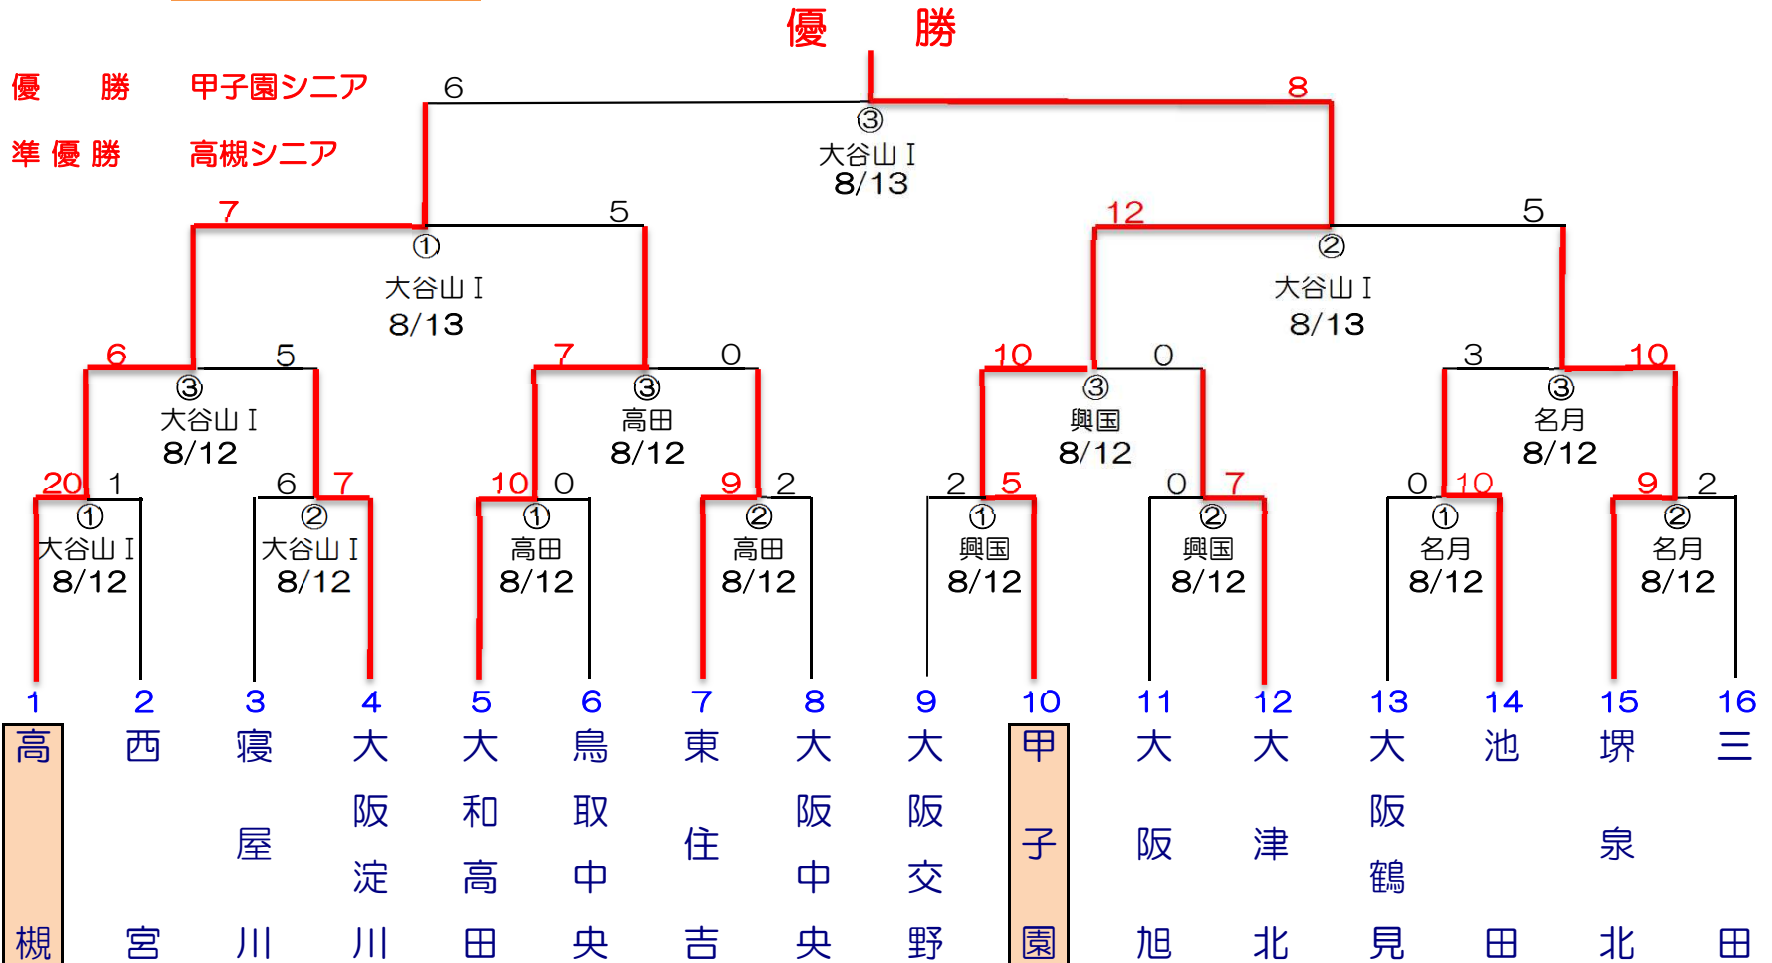 優　勝
優　勝　甲子園シニア
準優勝　高槻シニア
6 8
③
大谷山Ⅰ
8/13
7 5 12 5
① ②
大谷山Ⅰ 大谷山Ⅰ
8/13 8/13
6 5 7 0 10 0 3 10
③ ③ ③ ③
大谷山Ⅰ 高田 興国 名月
8/12 8/12 8/12 8/12
20 1 6 7 10 0 9 2 2 5 0 7 0 10 9 2
① ② ① ② ① ② ① ②
大谷山Ⅰ 大谷山Ⅰ 高田 高田 興国 興国 名月 名月
8/12 8/12 8/12 8/12 8/12 8/12 8/12 8/12
1 2 3 4 5 6 7 8 9 10 11 12 13 14 15 16
高槻
西宮
寝屋川
大阪淀川
大和高田
鳥取中央
東住吉
大阪中央
大阪交野
甲子園
大阪旭
大津北
大阪鶴見
池田
堺泉北
三田